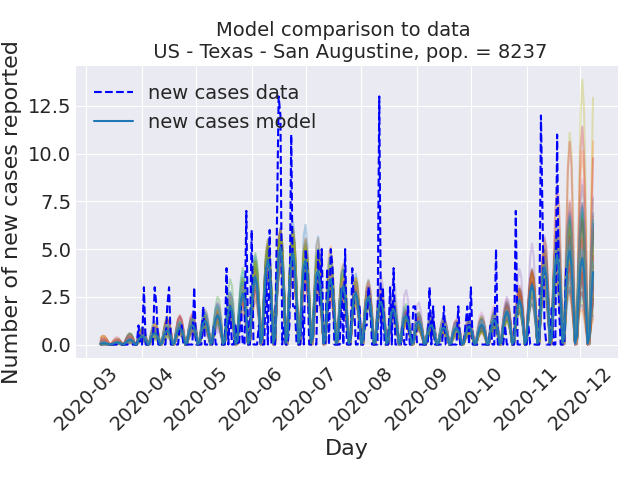 Model comparison to data
US - Texas - San Augustine, pop. = 8237
Number of new cases reported
12.5
10.0
7.5
5.0
2.5
0.0
new cases data
new cases model
2020-03
2020-04
2020-05
2020-06
2020-07
2020-08
2020-09
2020-10
2020-11
2020-12
Day